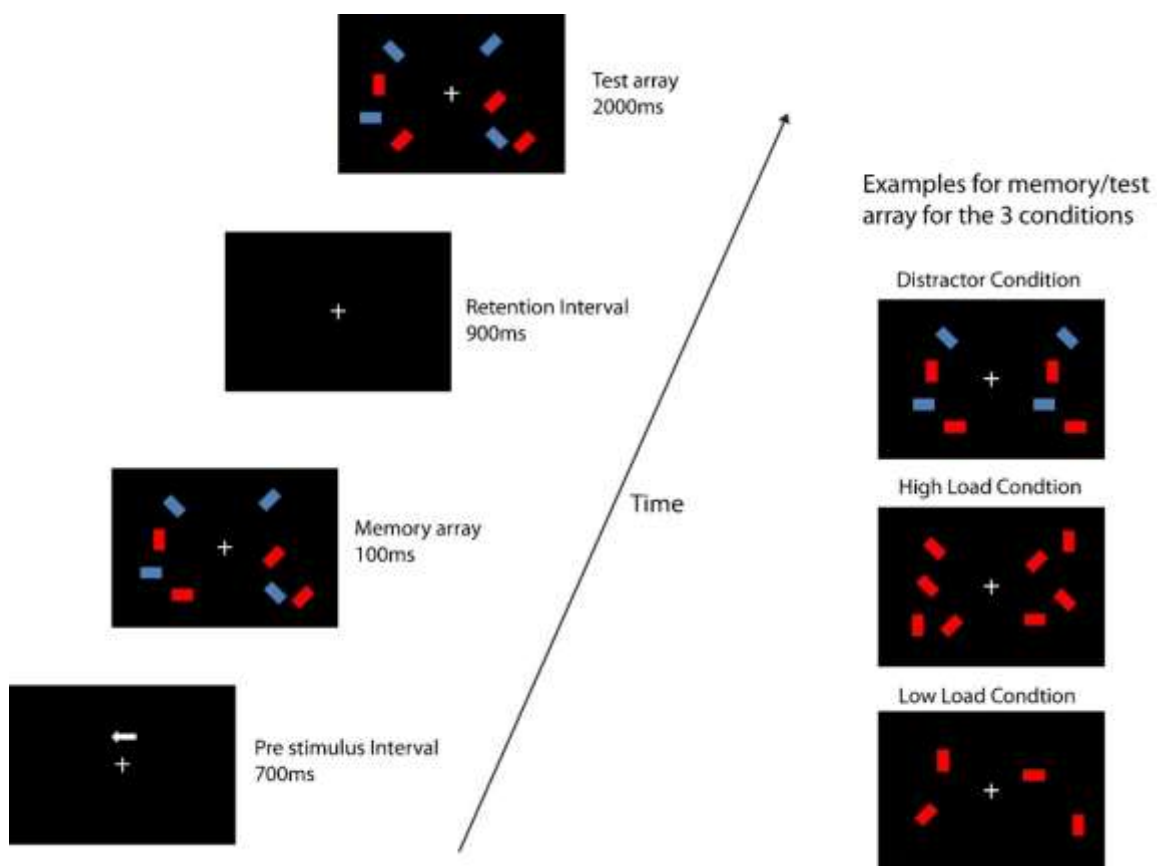 Test array
2000ms
Retention Interval
900ms
Memory array
100ms
Pre stimulus Interval
700ms
Time
Examples for memory/test
array for the 3 conditions
Distractor Condition
High Load Condtion
Low Load Condtion